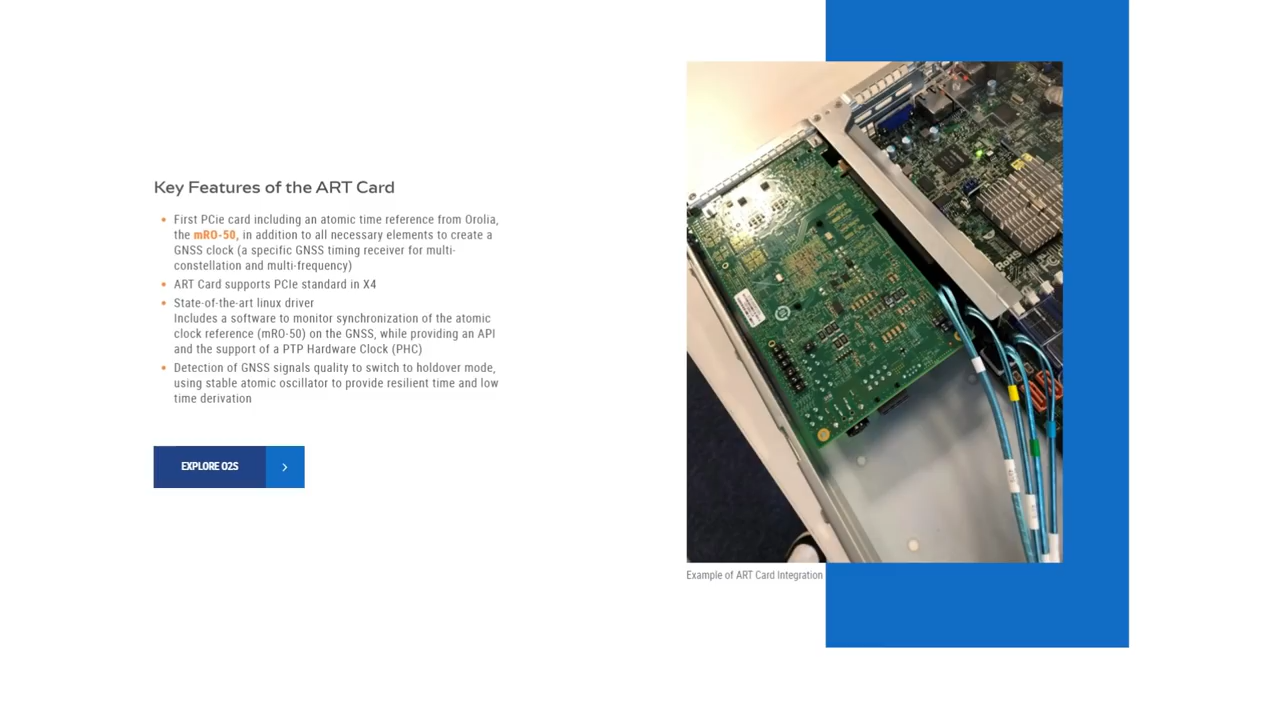 Key Features of the ART Card
First PCie card including an atomic time reference from Orolia,
the mRO-50, in addition to all necessary elements to create a
GNSS clock (a specific GNSS timing receiver for multi-
constellation and multi-frequency)
ART Card supports PCIe standard in X4
State-of-the-art linux driver
Includes a software to monitor synchronization of the atomic
clock reference (mRO-50) on the GNSS, while providing an API
and the support of a PTP Hardware Clock (PHC)
Detection of GNSS signals quality to switch to holdover mode,
using stable atomic oscillator to provide resilient time and low
time derivation
EXPLORE O2S
RoHS
Example of ART Card Integration